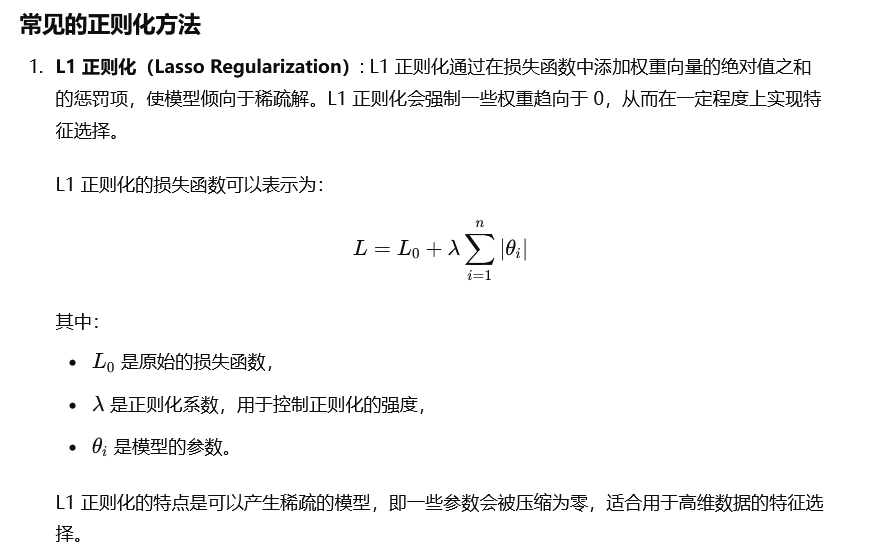 常见的正则化方法
1. L1 正则化（Lasso Regularization）: L1 正则化通过在损失函数中添加权重向量的绝对值之和
的惩罚项，使模型倾向于稀疏解。L1 正则化会强制一些权重趋向于 0，从而在一定程度上实现特
征选择。
L1 正则化的损失函数可以表示为：
L = L₀ + λ ∑ᵢ₌₁ⁿ |θᵢ|
其中：
• L₀ 是原始的损失函数，
• λ 是正则化系数，用于控制正则化的强度，
• θᵢ 是模型的参数。
L1 正则化的特点是可以产生稀疏的模型，即一些参数会被压缩为零，适合用于高维数据的特征选
择。